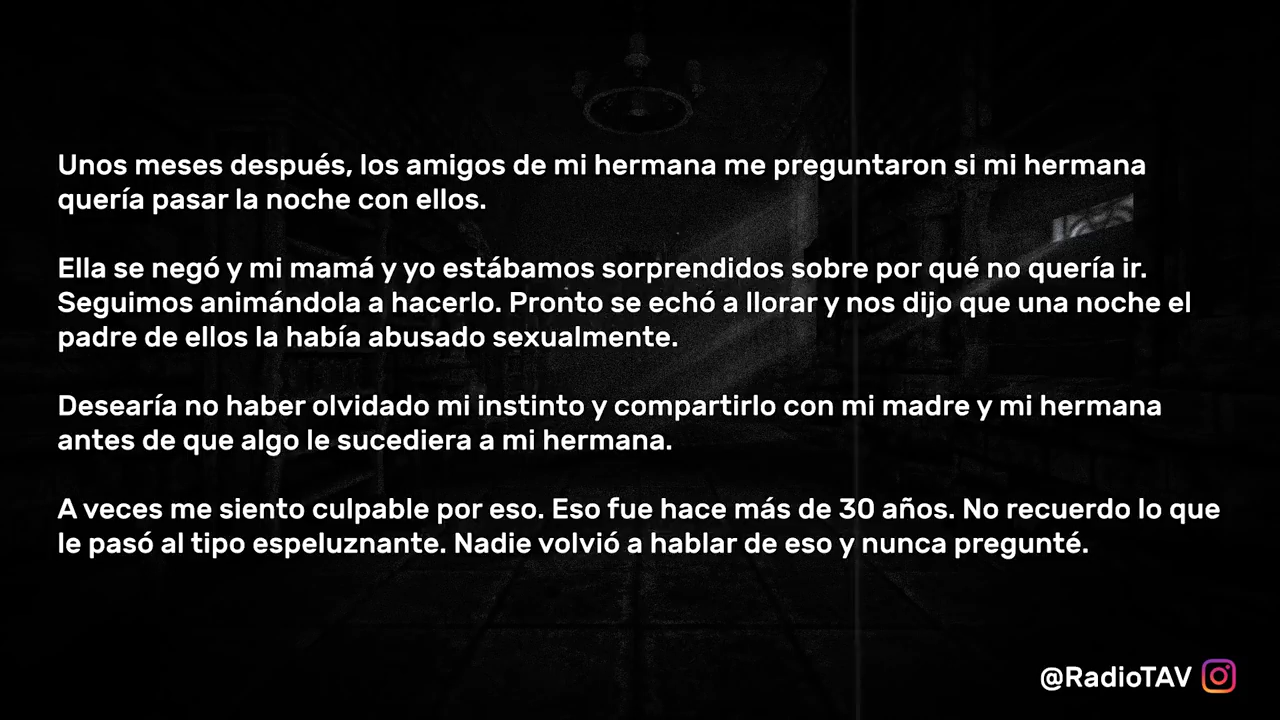 Unos meses después, los amigos de mi hermana me preguntaron si mi hermana
quería pasar la noche con ellos.
Ella se negó y mi mamá y yo estábamos sorprendidos sobre por qué no quería ir.
Seguimos animándola a hacerlo. Pronto se echó a llorar y nos dijo que una noche el
padre de ellos la había abusado sexualmente.
Desearía no haber olvidado mi instinto y compartirlo con mi madre y mi hermana
antes de que algo le sucediera a mi hermana.
A veces me siento culpable por eso. Eso fue hace más de 30 años. No recuerdo lo que
le pasó al tipo espeluznante. Nadie volvió a hablar de eso y nunca pregunté.
@RadioTAV